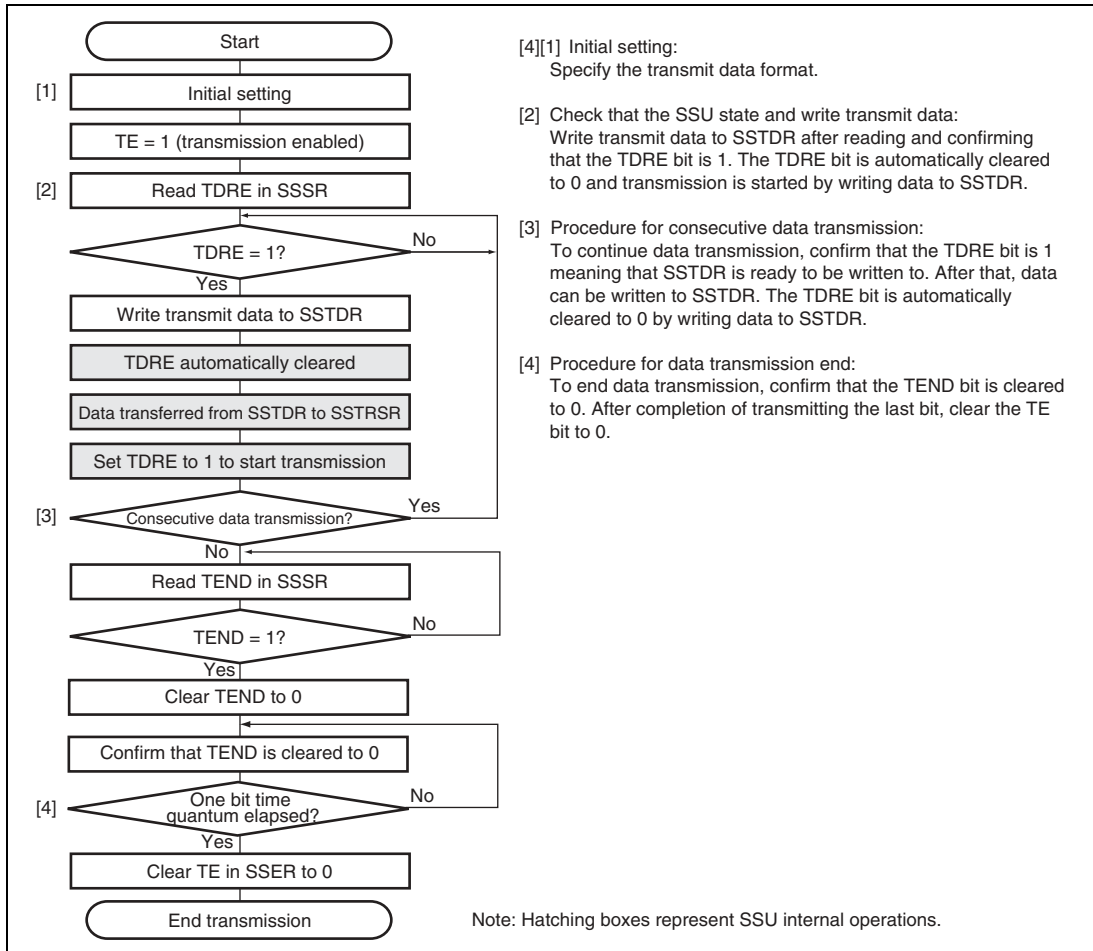 Start
[1]
Initial setting
TE = 1 (transmission enabled)
[2]
Read TDRE in SSSR
TDRE = 1?
No
Yes
Write transmit data to SSTDR
TDRE automatically cleared
Data transferred from SSTDR to SSTRSR
Set TDRE to 1 to start transmission
[3]
Consecutive data transmission?
Yes
No
Read TEND in SSSR
TEND = 1?
No
Yes
Clear TEND to 0
Confirm that TEND is cleared to 0
[4]
One bit time
quantum elapsed?
No
Yes
Clear TE in SSER to 0
End transmission
[4][1] Initial setting:
Specify the transmit data format.
[2] Check that the SSU state and write transmit data:
Write transmit data to SSTDR after reading and confirming
that the TDRE bit is 1. The TDRE bit is automatically cleared
to 0 and transmission is started by writing data to SSTDR.
[3] Procedure for consecutive data transmission:
To continue data transmission, confirm that the TDRE bit is 1
meaning that SSTDR is ready to be written to. After that, data
can be written to SSTDR. The TDRE bit is automatically
cleared to 0 by writing data to SSTDR.
[4] Procedure for data transmission end:
To end data transmission, confirm that the TEND bit is cleared
to 0. After completion of transmitting the last bit, clear the TE
bit to 0.
Note: Hatching boxes represent SSU internal operations.